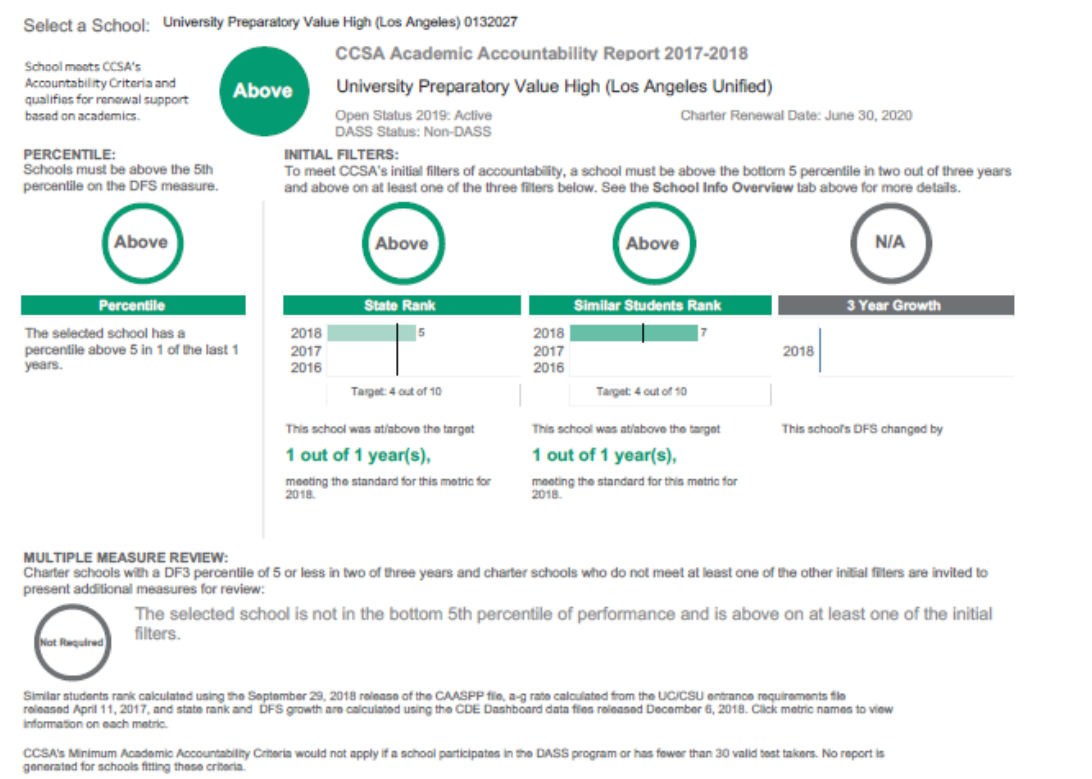 Select a School: University Preparatory Value High (Los Angeles) 0132027
School meets CCSA's
Accountability Criteria and
qualifies for renewal support
based on academics.
Above
CCSA Academic Accountability Report 2017-2018
University Preparatory Value High (Los Angeles Unified)
Open Status 2019: Active
Charter Renewal Date: June 30, 2020
DASS Status: Non-DASS
PERCENTILE:
Schools must be above the 5th
percentile on the DFS measure.
INITIAL FILTERS:
To meet CCSA's initial filters of accountability, a school must be above the bottom 5 percentile in two out of three years
and above on at least one of the three filters below. See the School Info Overview tab above for more details.
Above
Percentile
The selected school has a
percentile above 5 in 1 of the last 1
years.
Above
State Rank
2018 5
2017
2016
Target: 4 out of 10
This school was at/above the target
1 out of 1 year(s),
meeting the standard for this metric for
2018.
Above
Similar Students Rank
2018 7
2017
2016
Target: 4 out of 10
This school was at/above the target
1 out of 1 year(s),
meeting the standard for this metric for
2018.
N/A
3 Year Growth
2018
This school's DFS changed by
MULTIPLE MEASURE REVIEW:
Charter schools with a DF3 percentile of 5 or less in two of three years and charter schools who do not meet at least one of the other initial filters are invited to
present additional measures for review:
Not Required
The selected school is not in the bottom 5th percentile of performance and is above on at least one of the initial
filters.
Similar students rank calculated using the September 29, 2018 release of the CAASPP file, a-g rate calculated from the UC/CSU entrance requirements file
released April 11, 2017, and state rank and DFS growth are calculated using the CDE Dashboard data files released December 6, 2018. Click metric names to view
information on each metric.
CCSA's Minimum Academic Accountability Criteria would not apply if a school participates in the DASS program or has fewer than 30 valid test takers. No report is
generated for schools fitting these criteria.